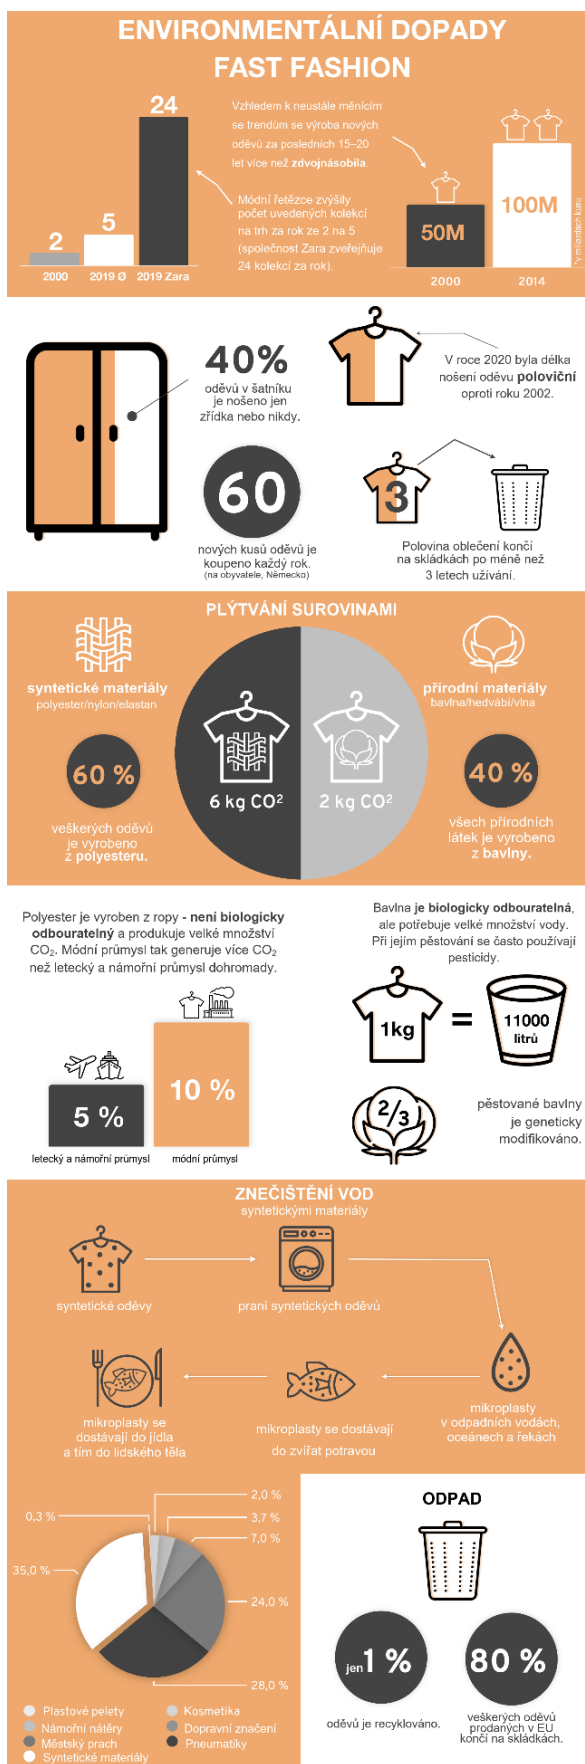 ENVIRONMENTÁLNÍ DOPADY
FAST FASHION
24
5
2
2000
2019 Ø
2019 Zara
Vzhledem k neustále měnícím
se trendům se výroba nových
oděvů za posledních 15–20
let více než zdvojnásobila.
Módní řetězce zvýšily
počet uvedených kolekcí
na trh za rok ze 2 na 5
(společnost Zara zveřejňuje
24 kolekcí za rok).
50M
100M
2000
2014
*v miliardách kusů
40%
oděvů v šatníku
je nošeno jen
zřídka nebo nikdy.
60
nových kusů oděvů je
koupeno každý rok.
(na obyvatele, Německo)
V roce 2020 byla délka
nošení oděvu poloviční
oproti roku 2002.
3
Polovina oblečení končí
na skládkách po méně než
3 letech užívání.
PLÝTVÁNÍ SUROVINAMI
syntetické materiály
polyester/nylon/elastan
60 %
veškerých oděvů
je vyrobeno
z polyesteru.
6 kg CO²
2 kg CO²
přírodní materiály
bavlna/hedvábí/vlna
40 %
všech přírodních
látek je vyrobeno
z bavlny.
Polyester je vyroben z ropy - není biologicky
odbouratelný a produkuje velké množství
CO₂. Módní průmysl tak generuje více CO₂
než letecký a námořní průmysl dohromady.
5 %
10 %
letecký a námořní průmysl
módní průmysl
Bavlna je biologicky odbouratelná,
ale potřebuje velké množství vody.
Při jejím pěstování se často používají
pesticidy.
1kg
=
11000
litrů
2/3
pěstované bavlny
je geneticky
modifikováno.
ZNEČIŠTĚNÍ VOD
syntetickými materiály
syntetické oděvy
praní syntetických oděvů
mikroplasty
v odpadních vodách,
oceánech a řekách
mikroplasty se dostávají
do zvířat potravou
mikroplasty se
dostávají do jídla
a tím do lidského těla
0,3 %
2,0 %
3,7 %
7,0 %
35,0 %
24,0 %
28,0 %
Plastové pelety
Kosmetika
Námořní nátěry
Dopravní značení
Městský prach
Pneumatiky
Syntetické materiály
ODPAD
jen 1 %
oděvů je recyklováno.
80 %
veškerých oděvů
prodaných v EU
končí na skládkách.